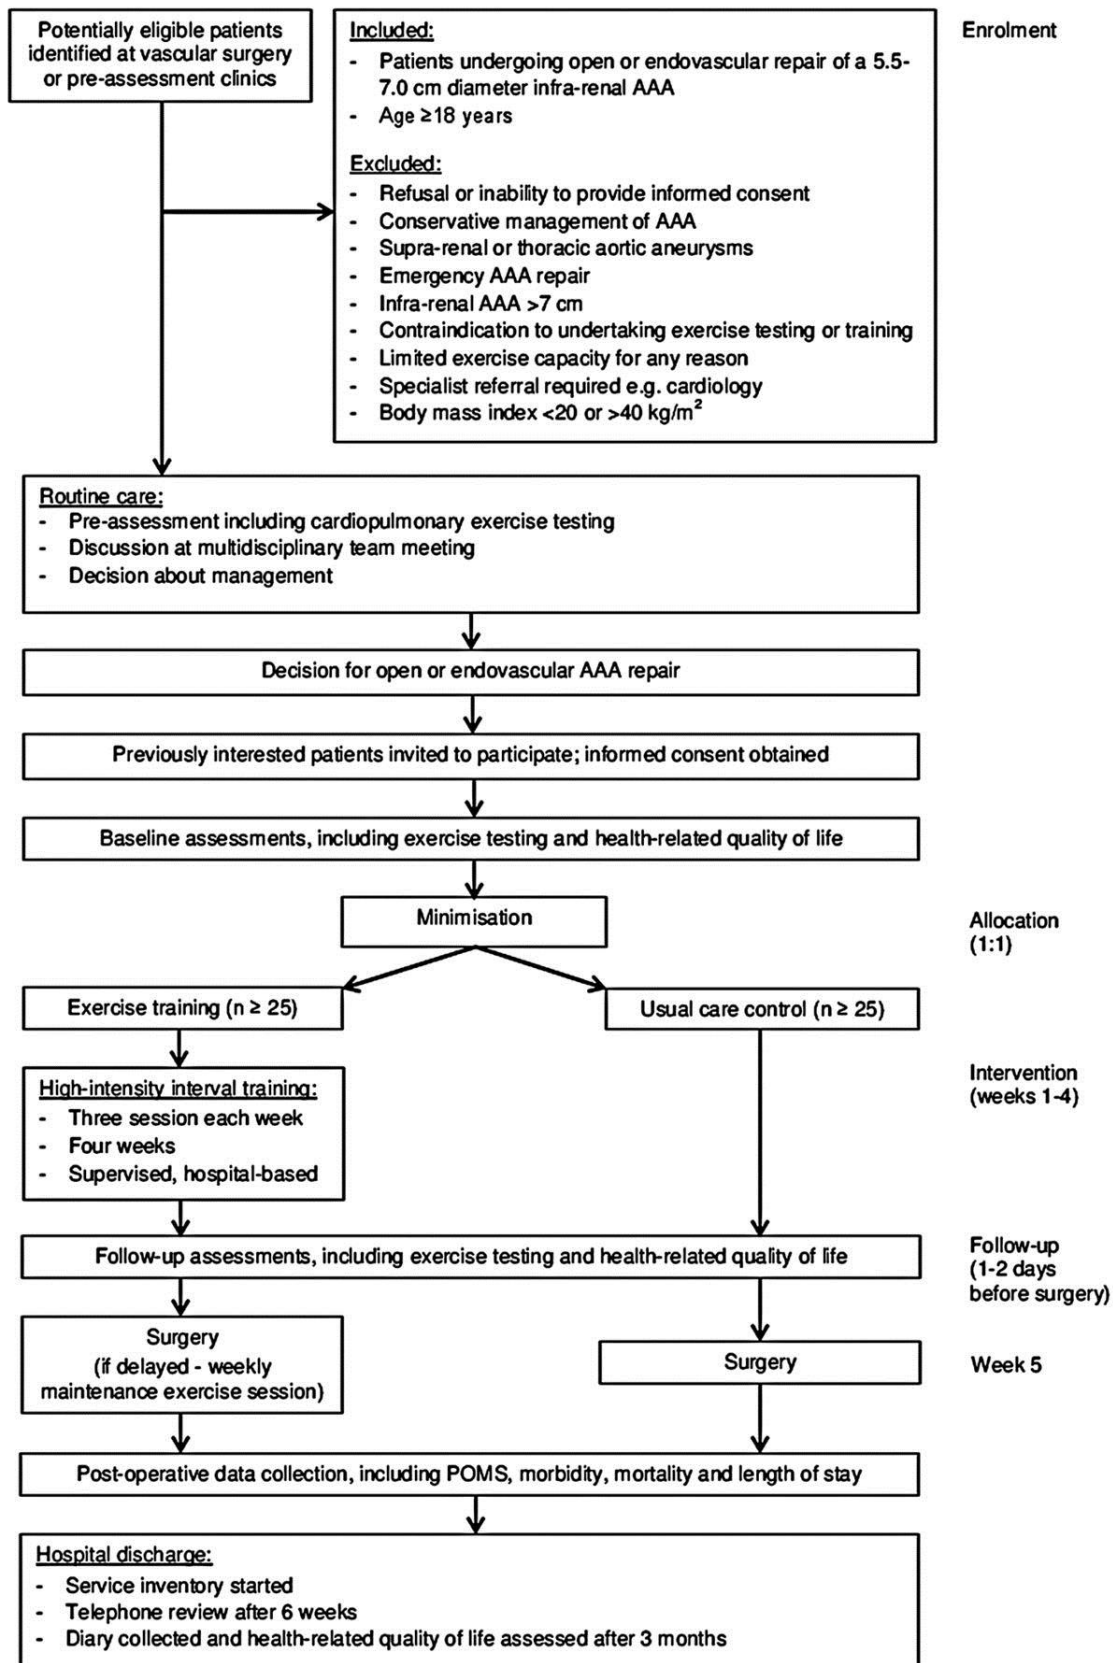 Potentially eligible patients
identified at vascular surgery
or pre-assessment clinics
Included:
- Patients undergoing open or endovascular repair of a 5.5-
7.0 cm diameter infra-renal AAA
- Age ≥18 years
Excluded:
- Refusal or inability to provide informed consent
- Conservative management of AAA
- Supra-renal or thoracic aortic aneurysms
- Emergency AAA repair
- Infra-renal AAA >7 cm
- Contraindication to undertaking exercise testing or training
- Limited exercise capacity for any reason
- Specialist referral required e.g. cardiology
- Body mass index <20 or >40 kg/m²
Enrolment
Routine care:
- Pre-assessment including cardiopulmonary exercise testing
- Discussion at multidisciplinary team meeting
- Decision about management
Decision for open or endovascular AAA repair
Previously interested patients invited to participate; informed consent obtained
Baseline assessments, including exercise testing and health-related quality of life
Minimisation
Allocation
(1:1)
Exercise training (n ≥ 25)
Usual care control (n ≥ 25)
High-intensity interval training:
- Three session each week
- Four weeks
- Supervised, hospital-based
Intervention
(weeks 1-4)
Follow-up assessments, including exercise testing and health-related quality of life
Follow-up
(1-2 days
before surgery)
Surgery
(if delayed - weekly
maintenance exercise session)
Surgery
Week 5
Post-operative data collection, including POMS, morbidity, mortality and length of stay
Hospital discharge:
- Service inventory started
- Telephone review after 6 weeks
- Diary collected and health-related quality of life assessed after 3 months